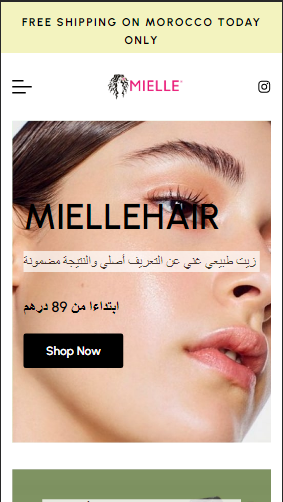 FREE SHIPPING ON MOROCCO TODAY
ONLY
MIELLE
MIELLEHAIR
زيت طبيعي غني عن التعريف أصلي والنتيجة مضمونة
ابتداءا من 89 درهم
Shop Now